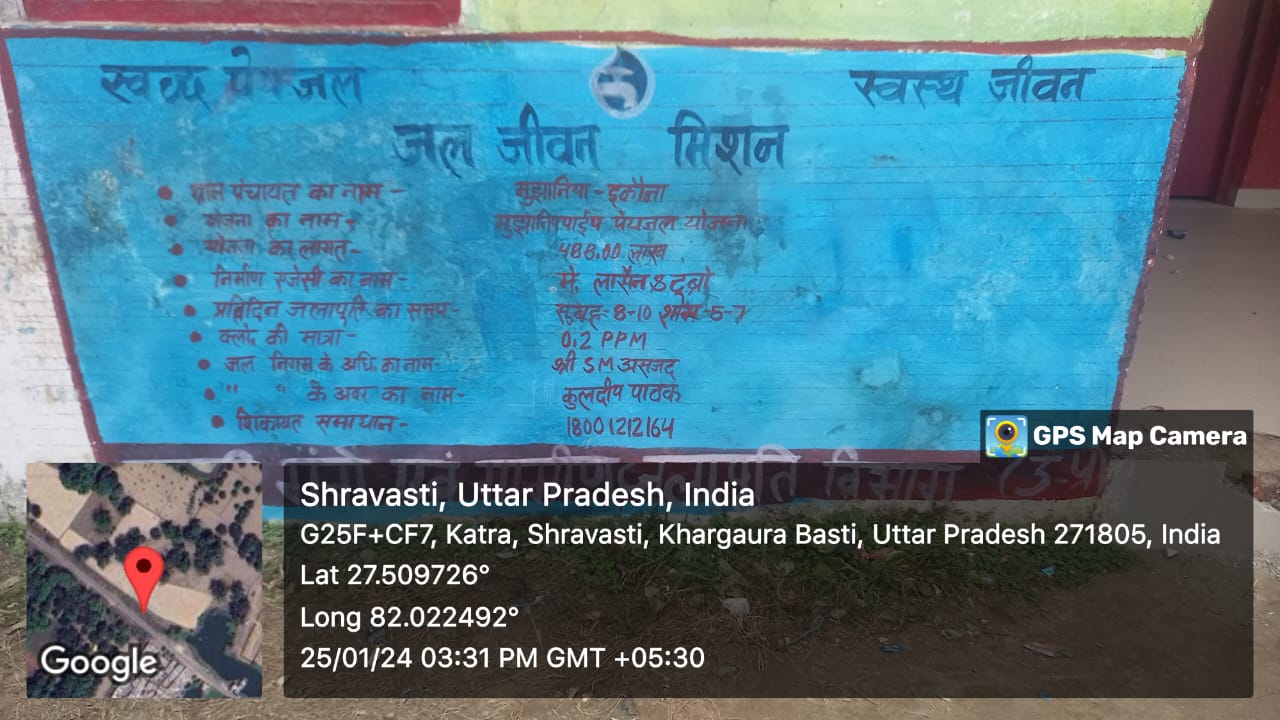 स्वच्छ पेयजल
स्वस्थ जीवन
जल जीवन मिशन
• ग्राम पंचायत का नाम - मुझानिया - इकौना
• योजना का नाम - पेयजल योजना
• योजना का लागत - लाख
• निर्माण एजेंसी का नाम - मे. लार्सन & टूब्रो
• प्रतिदिन जलापूर्ति का समय - सुबह - 8-10 शाम - 5-7
• की मात्रा - 0.2 PPM
• जल निगम के अधि. का नाम - श्री S M असजद
• " " के अवर का नाम - कुलदीप पाठक
• शिकायत समाधान - 18001212164
GPS Map Camera
Shravasti, Uttar Pradesh, India
G25F+CF7, Katra, Shravasti, Khargaura Basti, Uttar Pradesh 271805, India
Lat 27.509726°
Long 82.022492°
25/01/24 03:31 PM GMT +05:30
Google